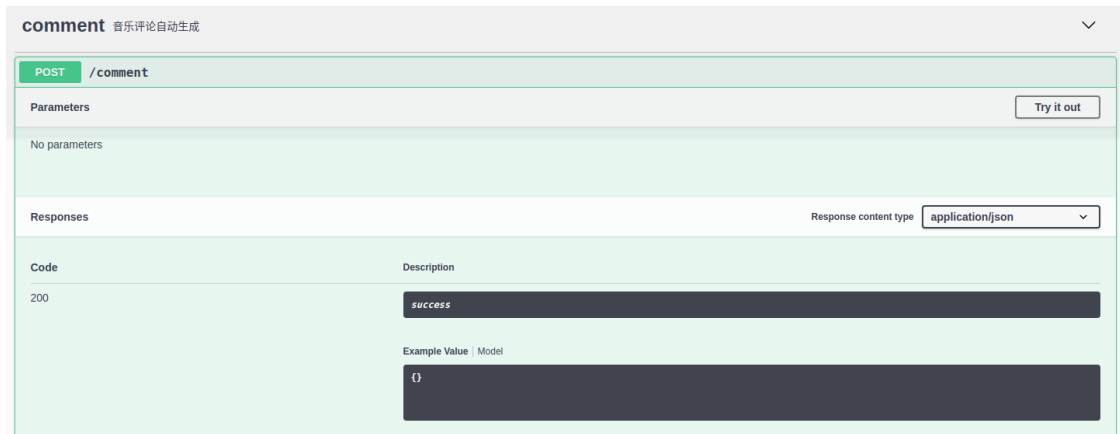 comment 音乐评论自动生成
POST /comment
Parameters Try it out
No parameters
Responses Response content type application/json
Code Description
200 success
Example Value Model
{}